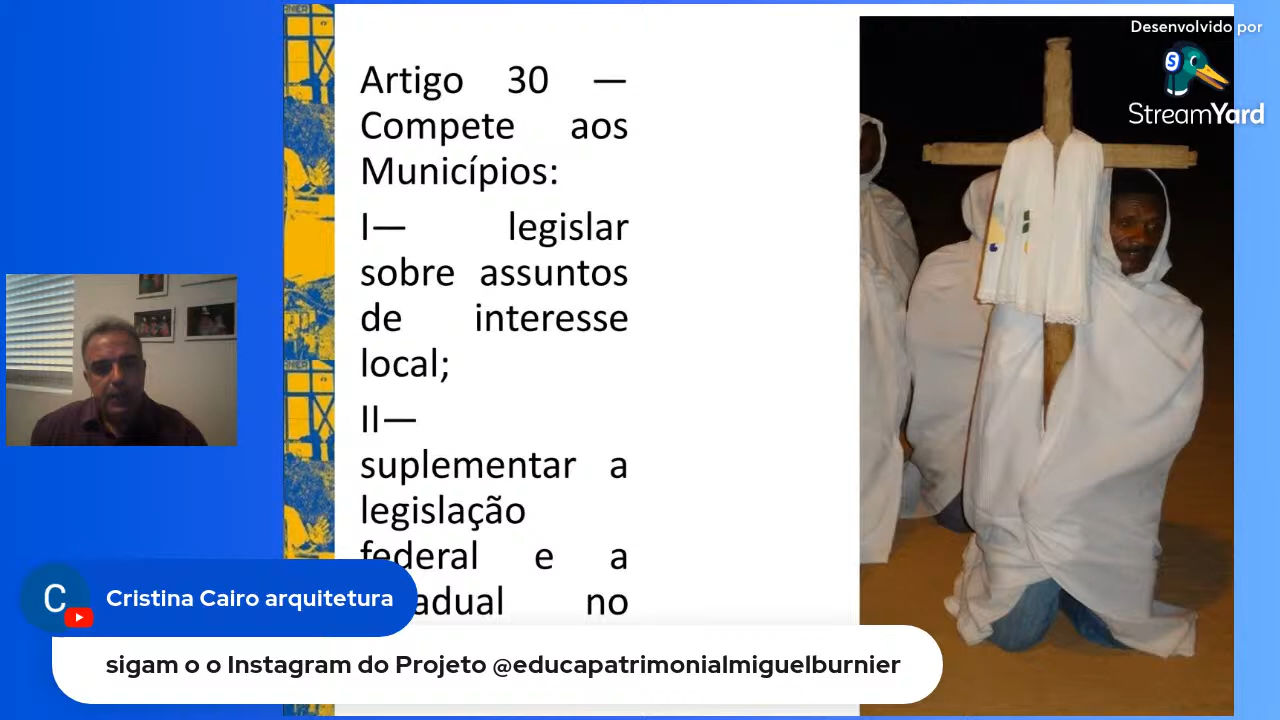 Desenvolvido por
StreamYard
Artigo 30 —
Compete aos
Municípios:
I— legislar
sobre assuntos
de interesse
local;
II—
suplementar a
legislação
federal e a
adual no
C
Cristina Cairo arquitetura
sigam o o Instagram do Projeto @educapatrimonialmiguelburnier